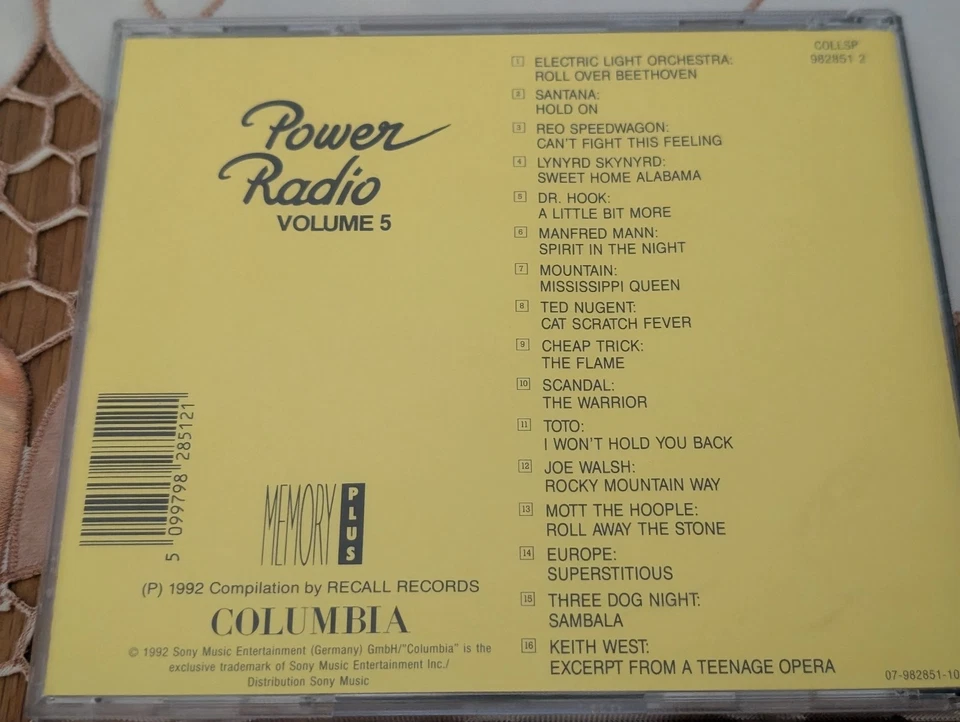 Power
Radio
VOLUME 5
COLLSP
982851 2
1 ELECTRIC LIGHT ORCHESTRA:
ROLL OVER BEETHOVEN
2 SANTANA:
HOLD ON
3 REO SPEEDWAGON:
CAN'T FIGHT THIS FEELING
4 LYNYRD SKYNYRD:
SWEET HOME ALABAMA
5 DR. HOOK:
A LITTLE BIT MORE
6 MANFRED MANN:
SPIRIT IN THE NIGHT
7 MOUNTAIN:
MISSISSIPPI QUEEN
8 TED NUGENT:
CAT SCRATCH FEVER
9 CHEAP TRICK:
THE FLAME
10 SCANDAL:
THE WARRIOR
11 TOTO:
I WON'T HOLD YOU BACK
12 JOE WALSH:
ROCKY MOUNTAIN WAY
13 MOTT THE HOOPLE:
ROLL AWAY THE STONE
14 EUROPE:
SUPERSTITIOUS
15 THREE DOG NIGHT:
SAMBALA
16 KEITH WEST:
EXCERPT FROM A TEENAGE OPERA
5 099798 285121
MEMORY PLUS
(P) 1992 Compilation by RECALL RECORDS
COLUMBIA
© 1992 Sony Music Entertainment (Germany) GmbH/"Columbia" is the
exclusive trademark of Sony Music Entertainment Inc./
Distribution Sony Music
07-982851-10